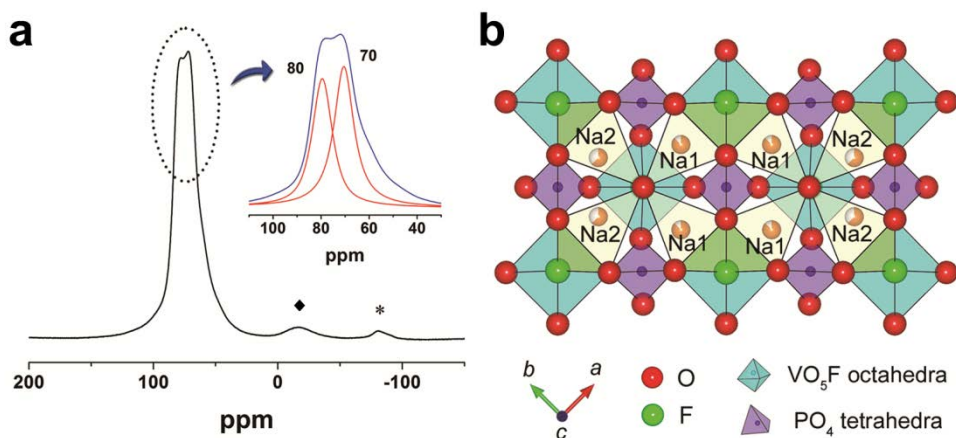 a
80
70
100 80 60 40
ppm
◆
*
200 100 0 -100
ppm
b
Na2 Na1 Na1 Na2
Na2 Na1 Na1 Na2
b a
c
O
F
VO5F octahedra
PO4 tetrahedra